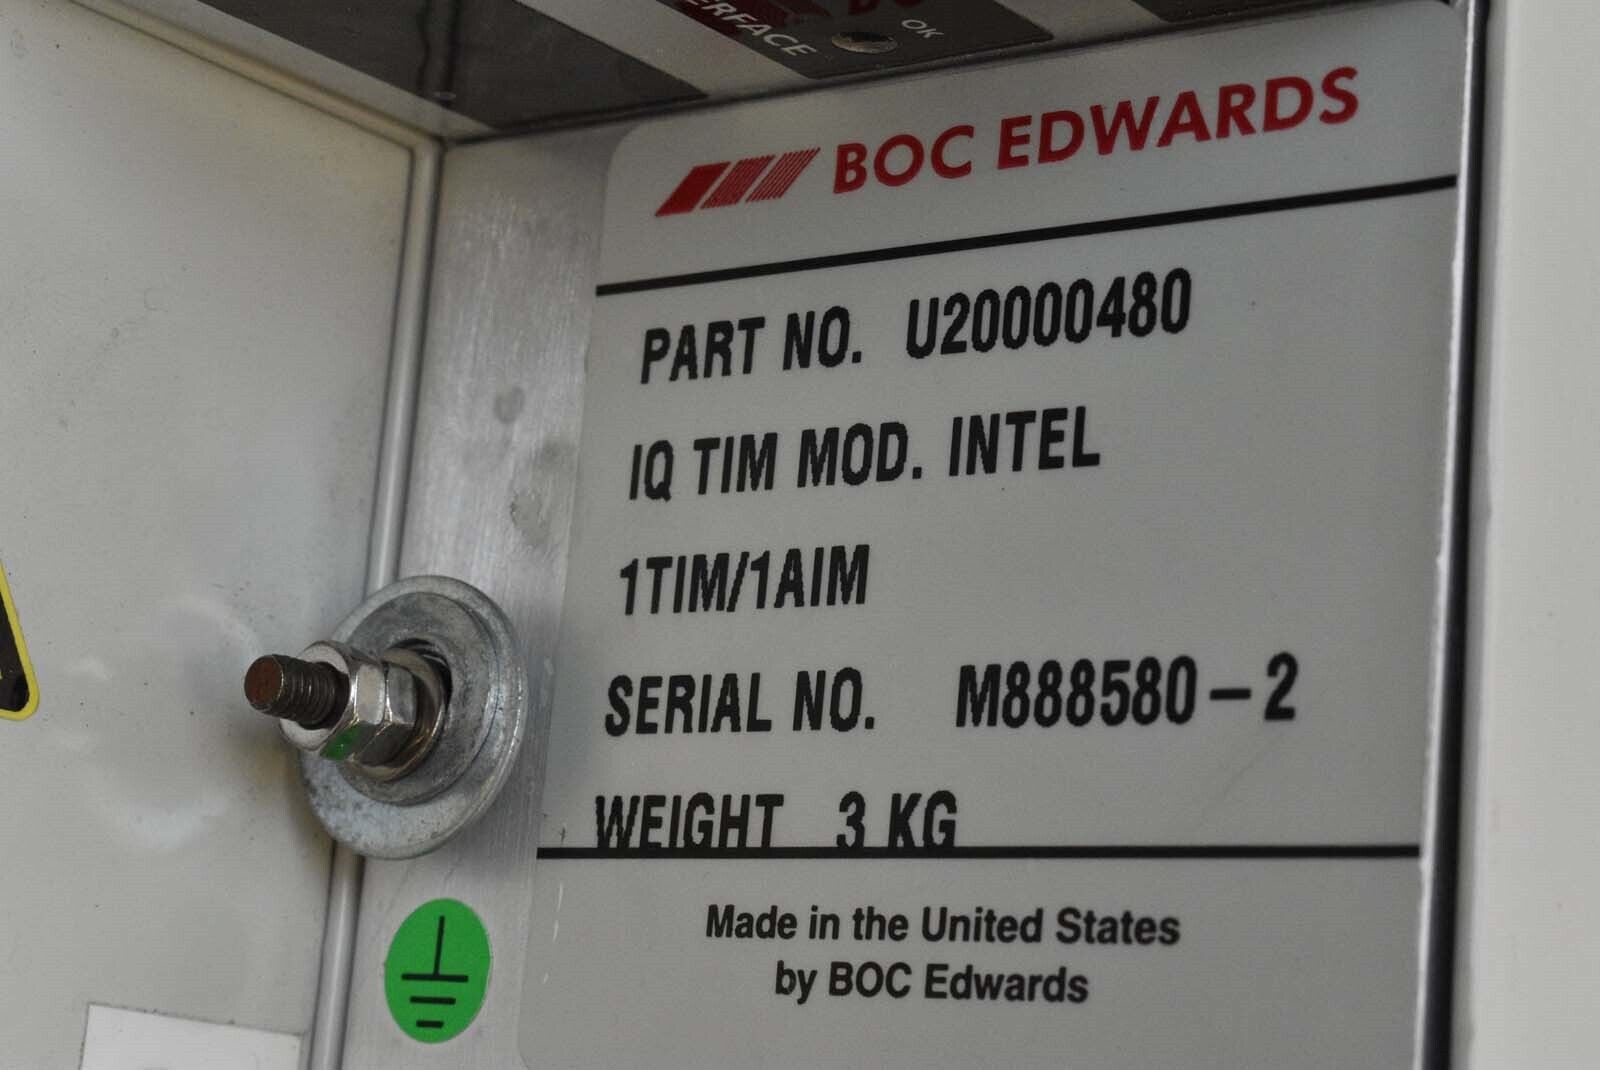 OK
BOC EDWARDS
PART NO. U20000480
IQ TIM MOD. INTEL
1TIM/1AIM
SERIAL NO. M888580-2
WEIGHT 3 KG
Made in the United States
by BOC Edwards